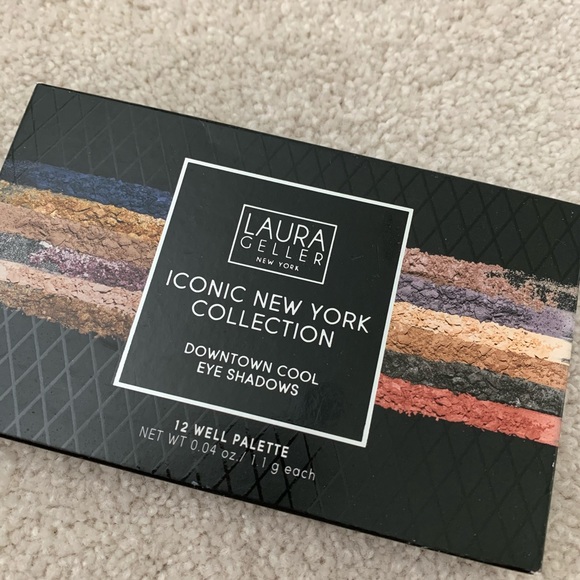 LAURA
GELLER
NEW YORK
ICONIC NEW YORK
COLLECTION
DOWNTOWN COOL
EYE SHADOWS
12 WELL PALETTE
NET WT 0.04 oz./ 1.1 g each